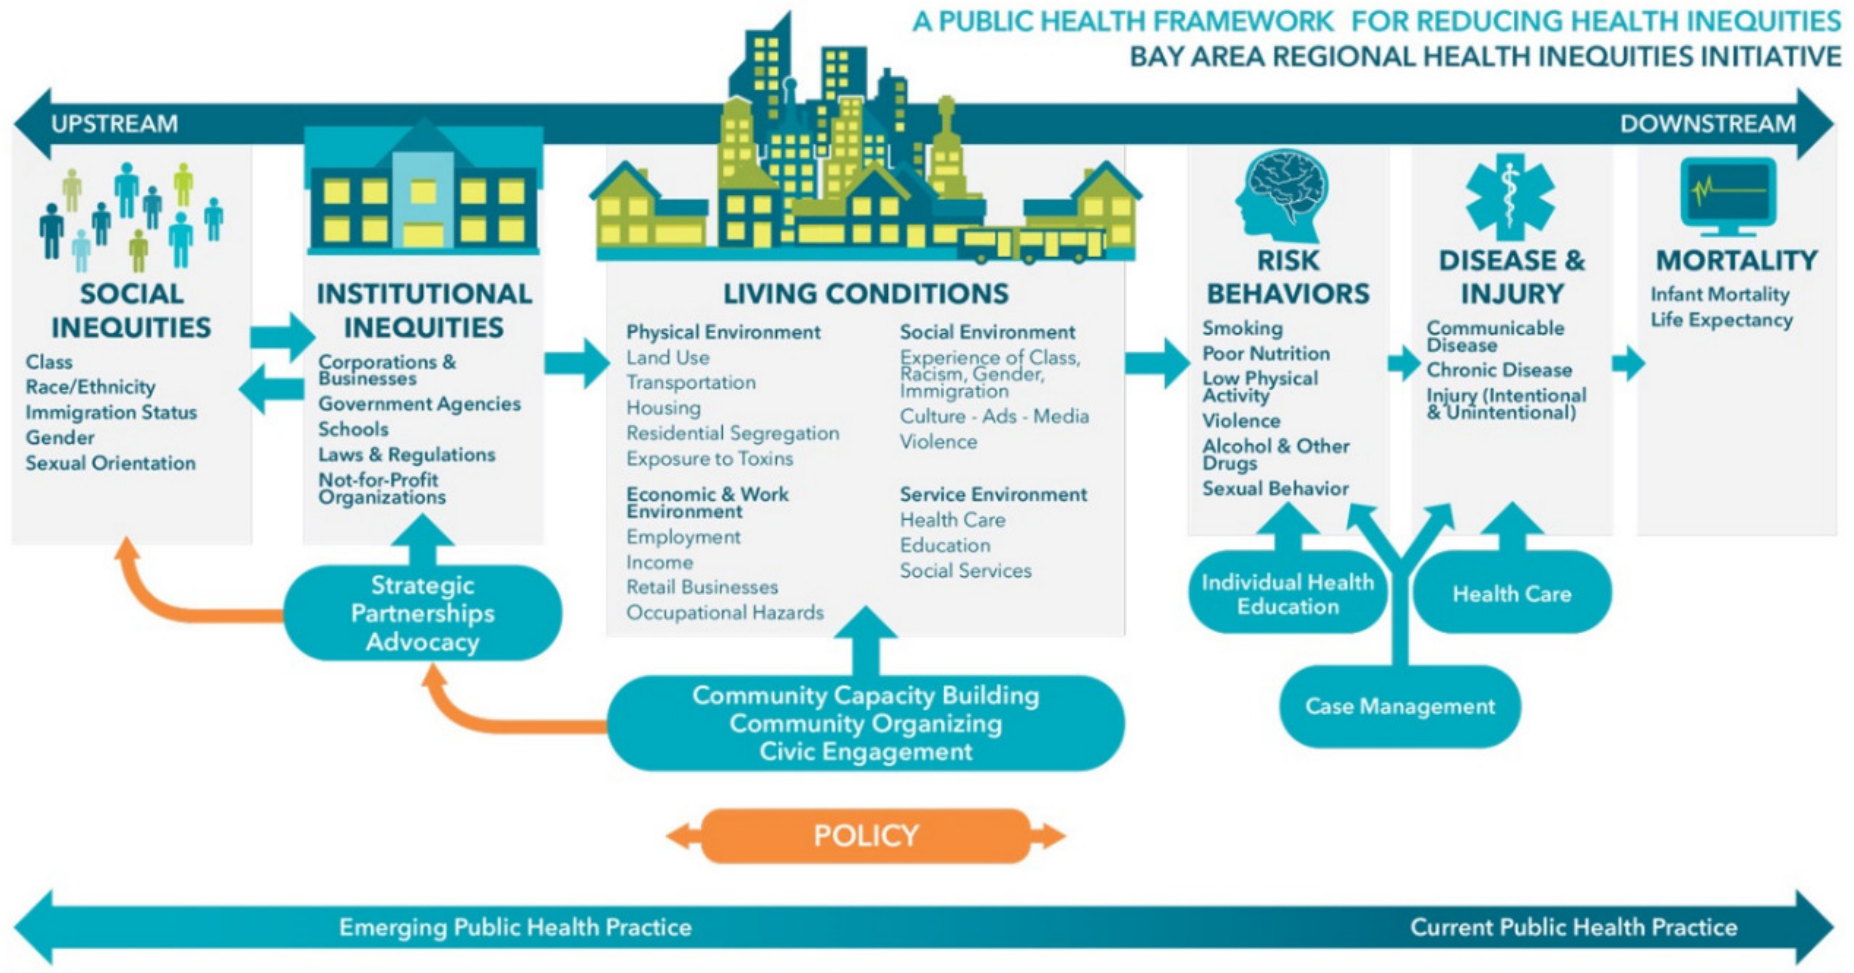 A PUBLIC HEALTH FRAMEWORK FOR REDUCING HEALTH INEQUITIES
BAY AREA REGIONAL HEALTH INEQUITIES INITIATIVE
UPSTREAM
DOWNSTREAM
SOCIAL
INEQUITIES
Class
Race/Ethnicity
Immigration Status
Gender
Sexual Orientation
INSTITUTIONAL
INEQUITIES
Corporations &
Businesses
Government Agencies
Schools
Laws & Regulations
Not-for-Profit
Organizations
LIVING CONDITIONS
Physical Environment
Land Use
Transportation
Housing
Residential Segregation
Exposure to Toxins
Economic & Work
Environment
Employment
Income
Retail Businesses
Occupational Hazards
Social Environment
Experience of Class,
Racism, Gender,
Immigration
Culture - Ads - Media
Violence
Service Environment
Health Care
Education
Social Services
RISK
BEHAVIORS
Smoking
Poor Nutrition
Low Physical
Activity
Violence
Alcohol & Other
Drugs
Sexual Behavior
DISEASE &
INJURY
Communicable
Disease
Chronic Disease
Injury (Intentional
& Unintentional)
MORTALITY
Infant Mortality
Life Expectancy
Strategic
Partnerships
Advocacy
Community Capacity Building
Community Organizing
Civic Engagement
Individual Health
Education
Health Care
Case Management
POLICY
Emerging Public Health Practice
Current Public Health Practice